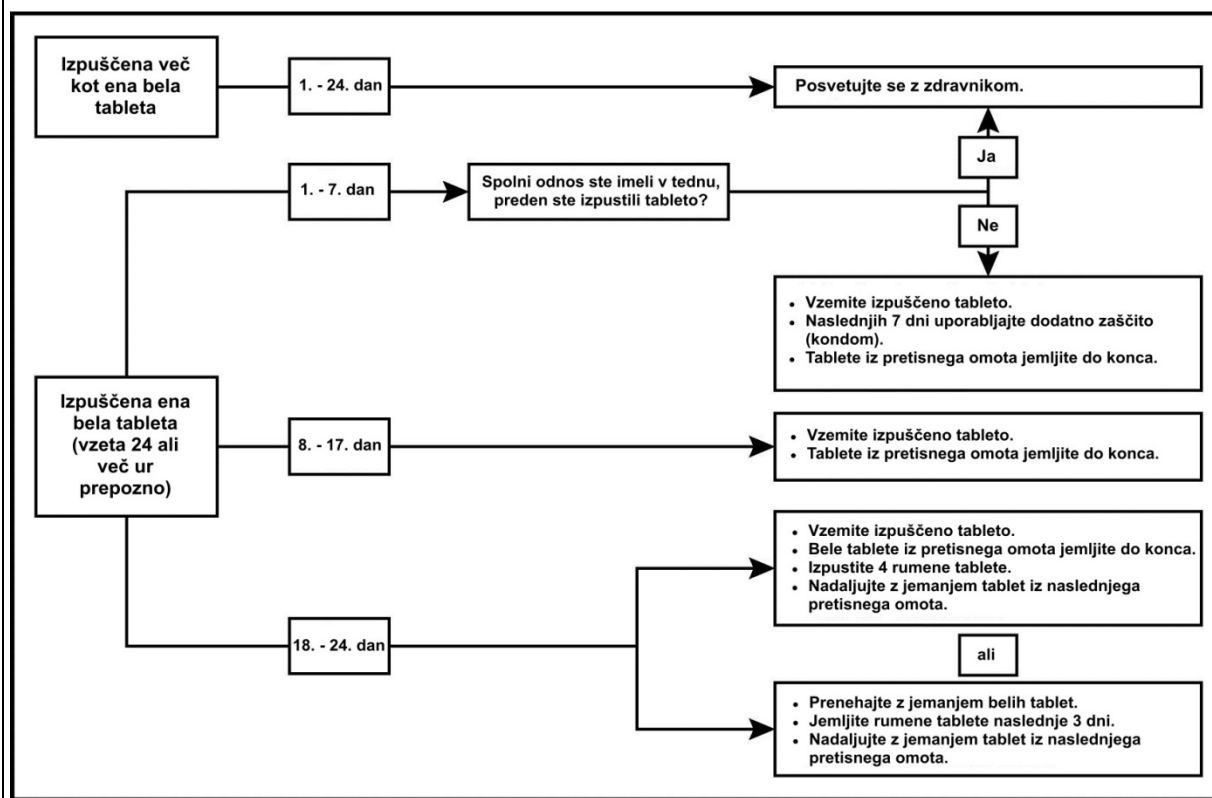 Izpuščena več
kot ena bela
tableta
1. - 24. dan
Posvetujte se z zdravnikom.
Ja
1. - 7. dan
Spolni odnos ste imeli v tednu,
preden ste izpustili tableto?
Ne
• Vzemite izpuščeno tableto.
• Naslednjih 7 dni uporabljajte dodatno zaščito
(kondom).
• Tablete iz pretisnega omota jemljite do konca.
Izpuščena ena
bela tableta
(vzeta 24 ali
več ur
prepozno)
8. - 17. dan
• Vzemite izpuščeno tableto.
• Tablete iz pretisnega omota jemljite do konca.
18. - 24. dan
• Vzemite izpuščeno tableto.
• Bele tablete iz pretisnega omota jemljite do konca.
• Izpustite 4 rumene tablete.
• Nadaljujte z jemanjem tablet iz naslednjega
pretisnega omota.
ali
• Prenehajte z jemanjem belih tablet.
• Jemljite rumene tablete naslednje 3 dni.
• Nadaljujte z jemanjem tablet iz naslednjega
pretisnega omota.